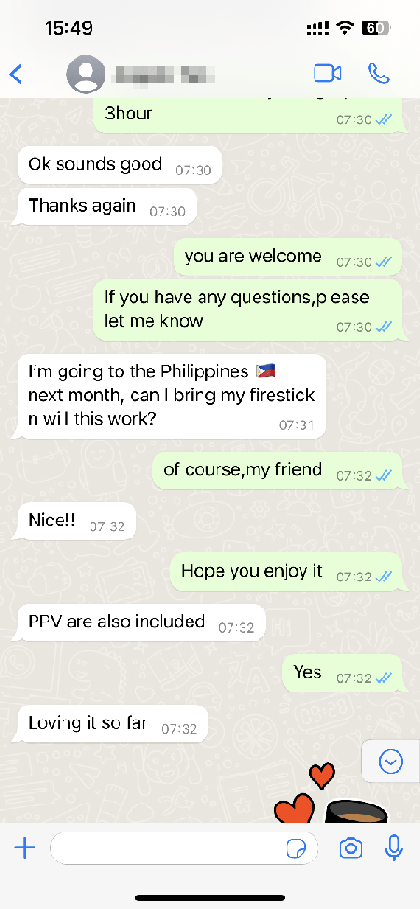 15:49
60
3hour
07:30
Ok sounds good 07:30
Thanks again 07:30
you are welcome 07:30
If you have any questions,p ease
let me know 07:30
I'm going to the Philippines 🇵🇭
next month, can I bring my firestick
n wi l this work?
07:31
of course,my friend 07:32
Nice!! 07 32
Hope you enjoy it 07:32
PPV are also included 07:32
Yes 07:32
Loving it so far 07:32